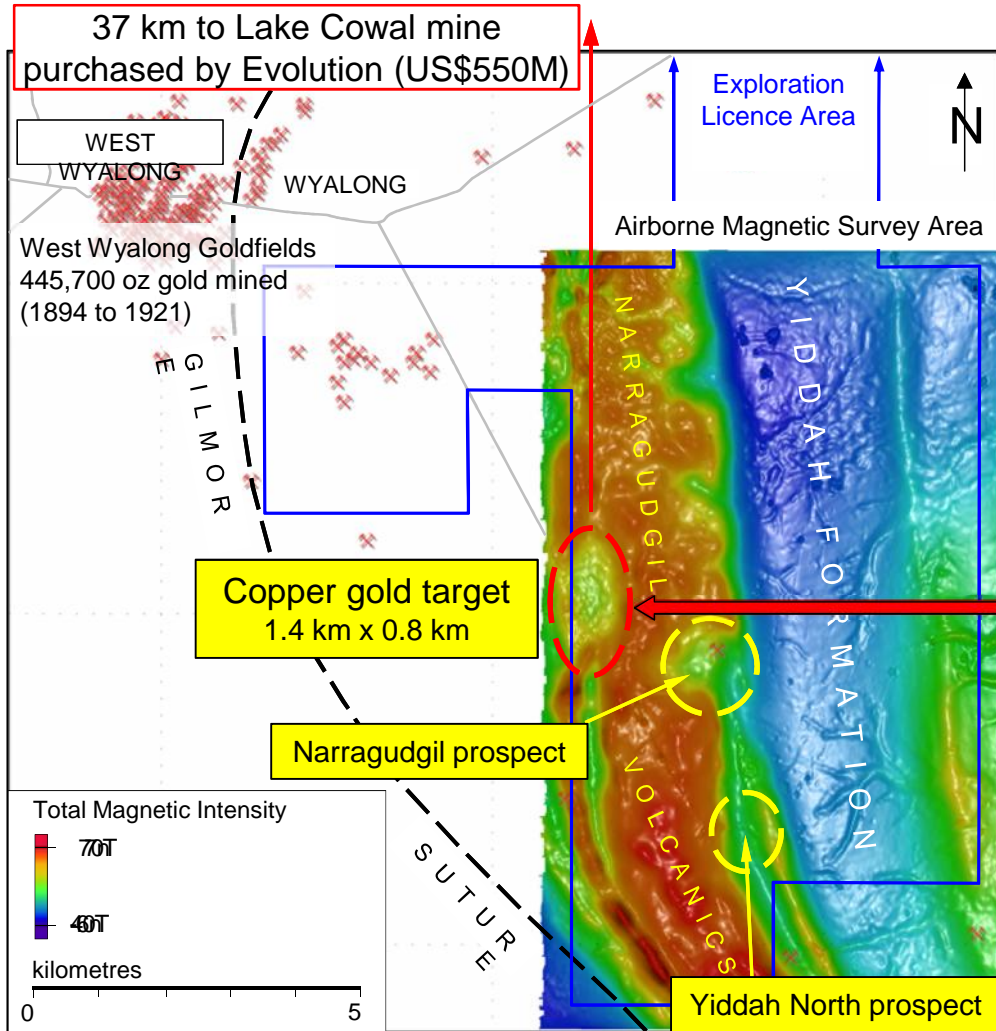 37 km to Lake Cowal mine
purchased by Evolution (US$550M)
Exploration
Licence Area
N
WEST
WYALONG
WYALONG
Airborne Magnetic Survey Area
West Wyalong Goldfields
445,700 oz gold mined
(1894 to 1921)
GILMORE
SUTURE
NARRAGUDGIL
VOLCANICS
YIDDAH FORMATION
Copper gold target
1.4 km x 0.8 km
Narragudgil prospect
Yiddah North prospect
Total Magnetic Intensity
kilometres
0
5